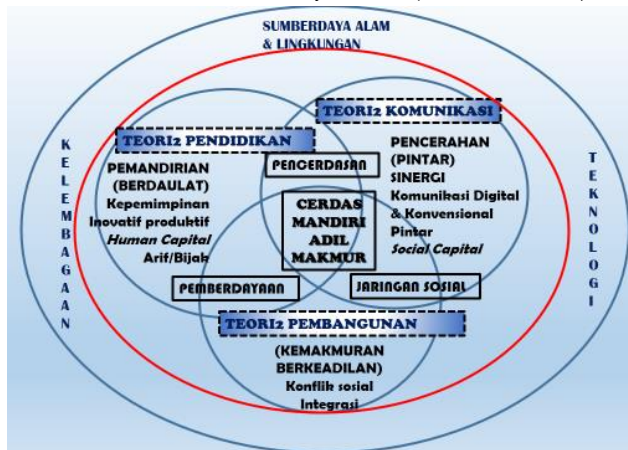 SUMBERDAYA ALAM
& LINGKUNGAN
KELEMBAGAAN
TEKNOLOGI
TEORI2 PENDIDIKAN
PEMANDIRIAN
(BERDAULAT)
Kepemimpinan
Inovatif produktif
Human Capital
Arif/Bijak
TEORI2 KOMUNIKASI
PENCERAHAN
(PINTAR)
SINERGI
Komunikasi Digital
& Konvensional
Pintar
Social Capital
PENCERDASAN
CERDAS
MANDIRI
ADIL
MAKMUR
PEMBERDAYAAN
JARINGAN SOSIAL
TEORI2 PEMBANGUNAN
(KEMAKMURAN
BERKEADILAN)
Konflik sosial
Integrasi